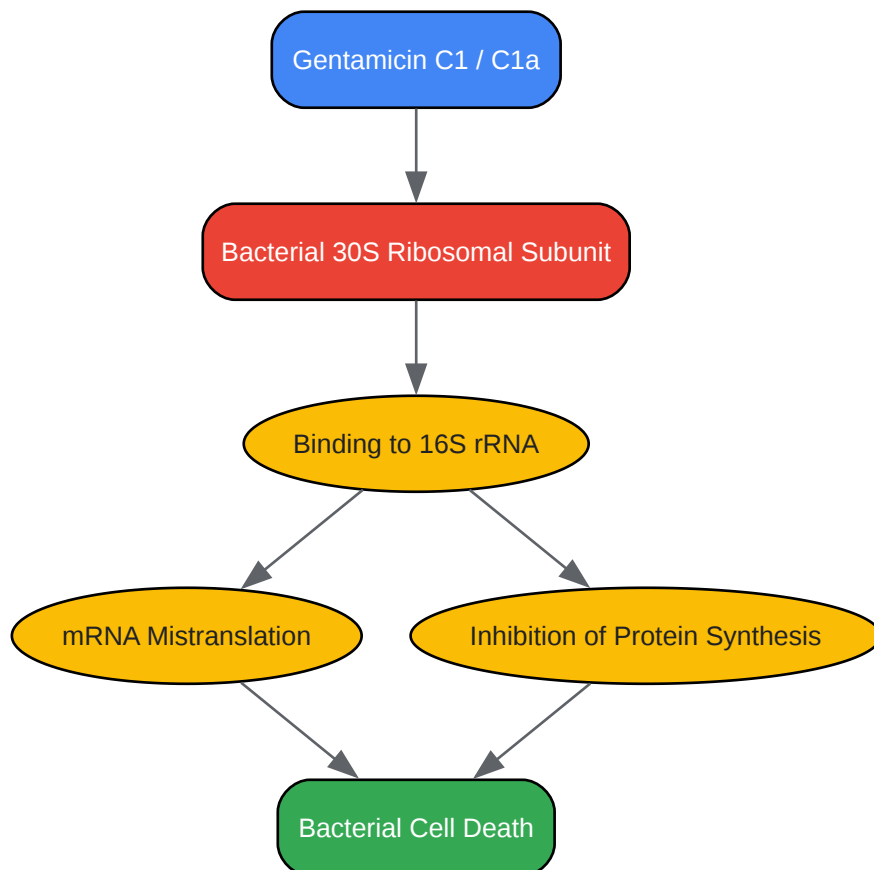 Gentamicin C1 / C1a
Bacterial 30S Ribosomal Subunit
Binding to 16S rRNA
mRNA Mistranslation
Inhibition of Protein Synthesis
Bacterial Cell Death